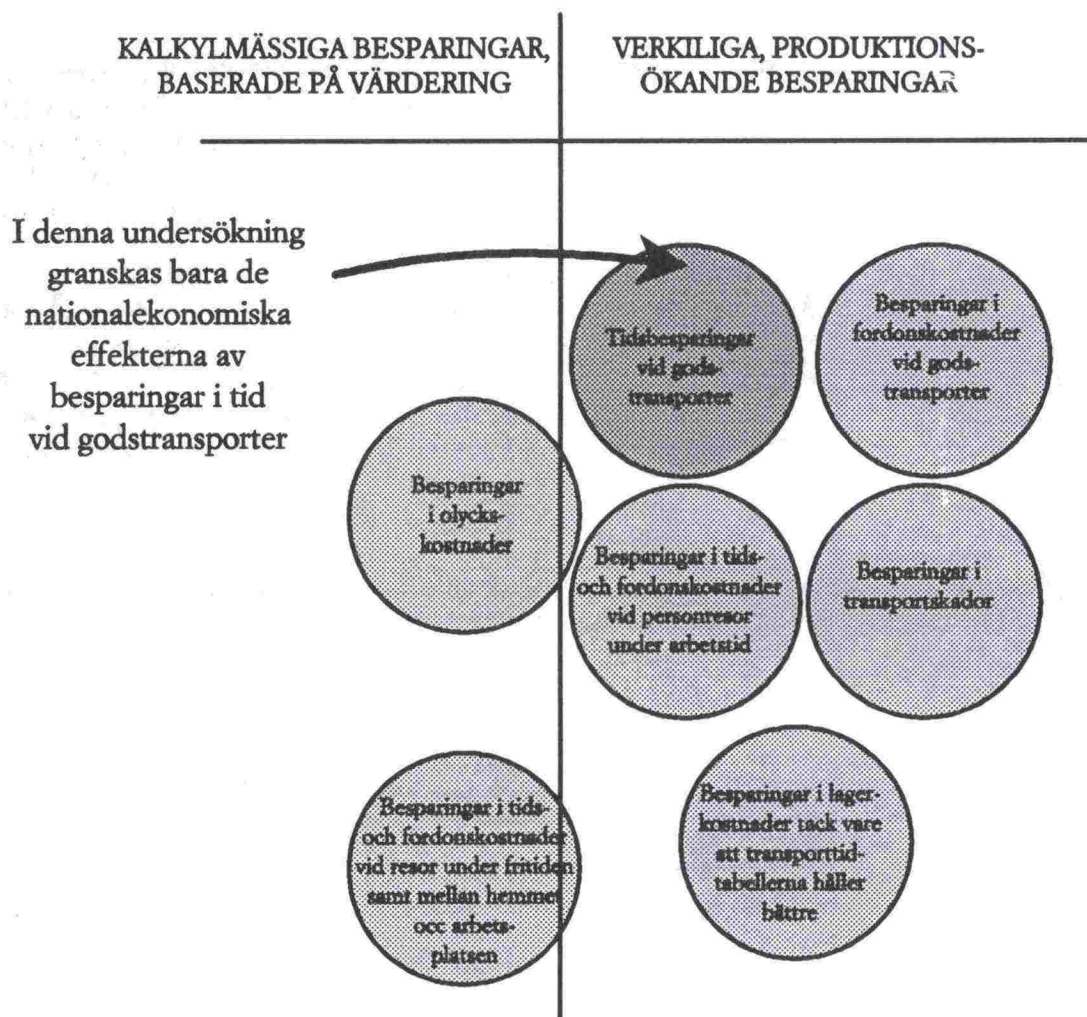 KALKYLMÄSSIGA BESPARINGAR,
BASERADE PÅ VÄRDERING
VERKILIGA, PRODUKTIONS-
ÖKANDE BESPARINGAR
I denna undersökning
granskas bara de
nationalekonomiska
effekterna av
besparingar i tid
vid godstransporter
Tidsbesparingar
vid gods-
transporter
Besparingar i
fordonskostnader
vid gods-
transporter
Besparingar
i olycks-
kostnader
Besparingar i tids-
och fordonskostnader
vid personresor
under arbetstid
Besparingar i
transportskador
Besparingar i tids-
och fordonskostnader
vid resor under fritiden
samt mellan hemmet
occ arbets-
platsen
Besparingar i lager-
kostnader tack vare
att transporttid-
tabellerna håller
bättre